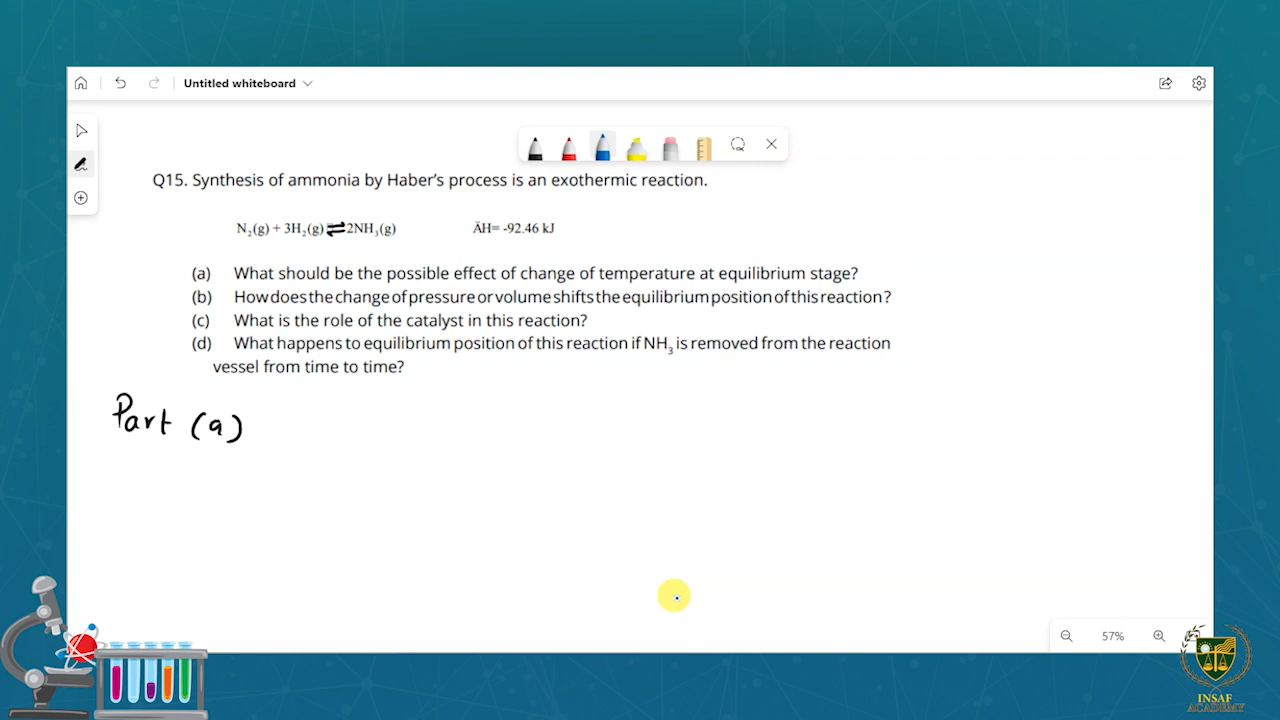 Untitled whiteboard
Q15. Synthesis of ammonia by Haber's process is an exothermic reaction.
N₂(g) + 3H₂(g) ⇌ 2NH₃(g) ÄH= -92.46 kJ
(a) What should be the possible effect of change of temperature at equilibrium stage?
(b) How does the change of pressure or volume shifts the equilibrium position of this reaction?
(c) What is the role of the catalyst in this reaction?
(d) What happens to equilibrium position of this reaction if NH₃ is removed from the reaction
vessel from time to time?
Part (a)
57%
INSAF
ACADEMY